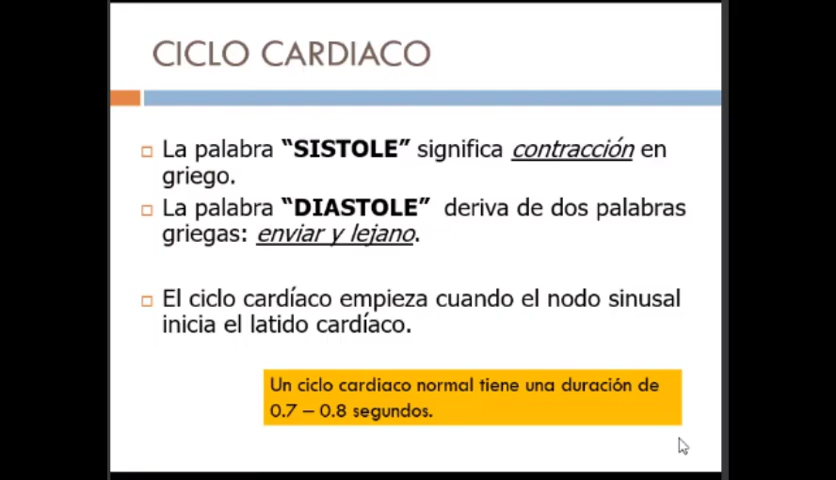 CICLO CARDIACO
La palabra “SISTOLE” significa contracción en
griego.
La palabra “DIASTOLE” deriva de dos palabras
griegas: enviar y lejano.
El ciclo cardíaco empieza cuando el nodo sinusal
inicia el latido cardíaco.
Un ciclo cardiaco normal tiene una duración de
0.7 – 0.8 segundos.